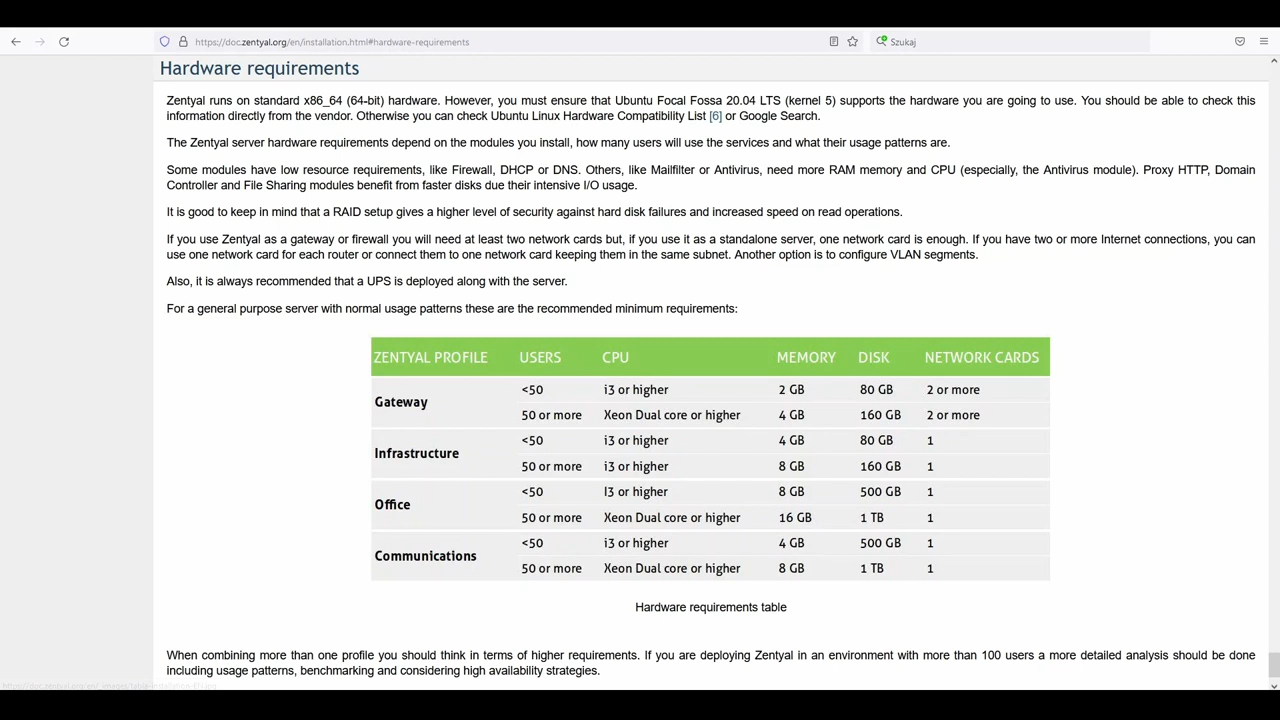 https://doc.zentyal.org/en/installation.html#hardware-requirements
Szukaj
Hardware requirements
Zentyal runs on standard x86_64 (64-bit) hardware. However, you must ensure that Ubuntu Focal Fossa 20.04 LTS (kernel 5) supports the hardware you are going to use. You should be able to check this
information directly from the vendor. Otherwise you can check Ubuntu Linux Hardware Compatibility List [6] or Google Search.
The Zentyal server hardware requirements depend on the modules you install, how many users will use the services and what their usage patterns are.
Some modules have low resource requirements, like Firewall, DHCP or DNS. Others, like Mailfilter or Antivirus, need more RAM memory and CPU (especially, the Antivirus module). Proxy HTTP, Domain
Controller and File Sharing modules benefit from faster disks due their intensive I/O usage.
It is good to keep in mind that a RAID setup gives a higher level of security against hard disk failures and increased speed on read operations.
If you use Zentyal as a gateway or firewall you will need at least two network cards but, if you use it as a standalone server, one network card is enough. If you have two or more Internet connections, you can
use one network card for each router or connect them to one network card keeping them in the same subnet. Another option is to configure VLAN segments.
Also, it is always recommended that a UPS is deployed along with the server.
For a general purpose server with normal usage patterns these are the recommended minimum requirements:
ZENTYAL PROFILE USERS CPU MEMORY DISK NETWORK CARDS
Gateway
<50 i3 or higher 2 GB 80 GB 2 or more
50 or more Xeon Dual core or higher 4 GB 160 GB 2 or more
Infrastructure
<50 i3 or higher 4 GB 80 GB 1
50 or more i3 or higher 8 GB 160 GB 1
Office
<50 I3 or higher 8 GB 500 GB 1
50 or more Xeon Dual core or higher 16 GB 1 TB 1
Communications
<50 i3 or higher 4 GB 500 GB 1
50 or more Xeon Dual core or higher 8 GB 1 TB 1
Hardware requirements table
When combining more than one profile you should think in terms of higher requirements. If you are deploying Zentyal in an environment with more than 100 users a more detailed analysis should be done
including usage patterns, benchmarking and considering high availability strategies.
https://doc.zentyal.org/en/_images/table-installation-EN.jpg